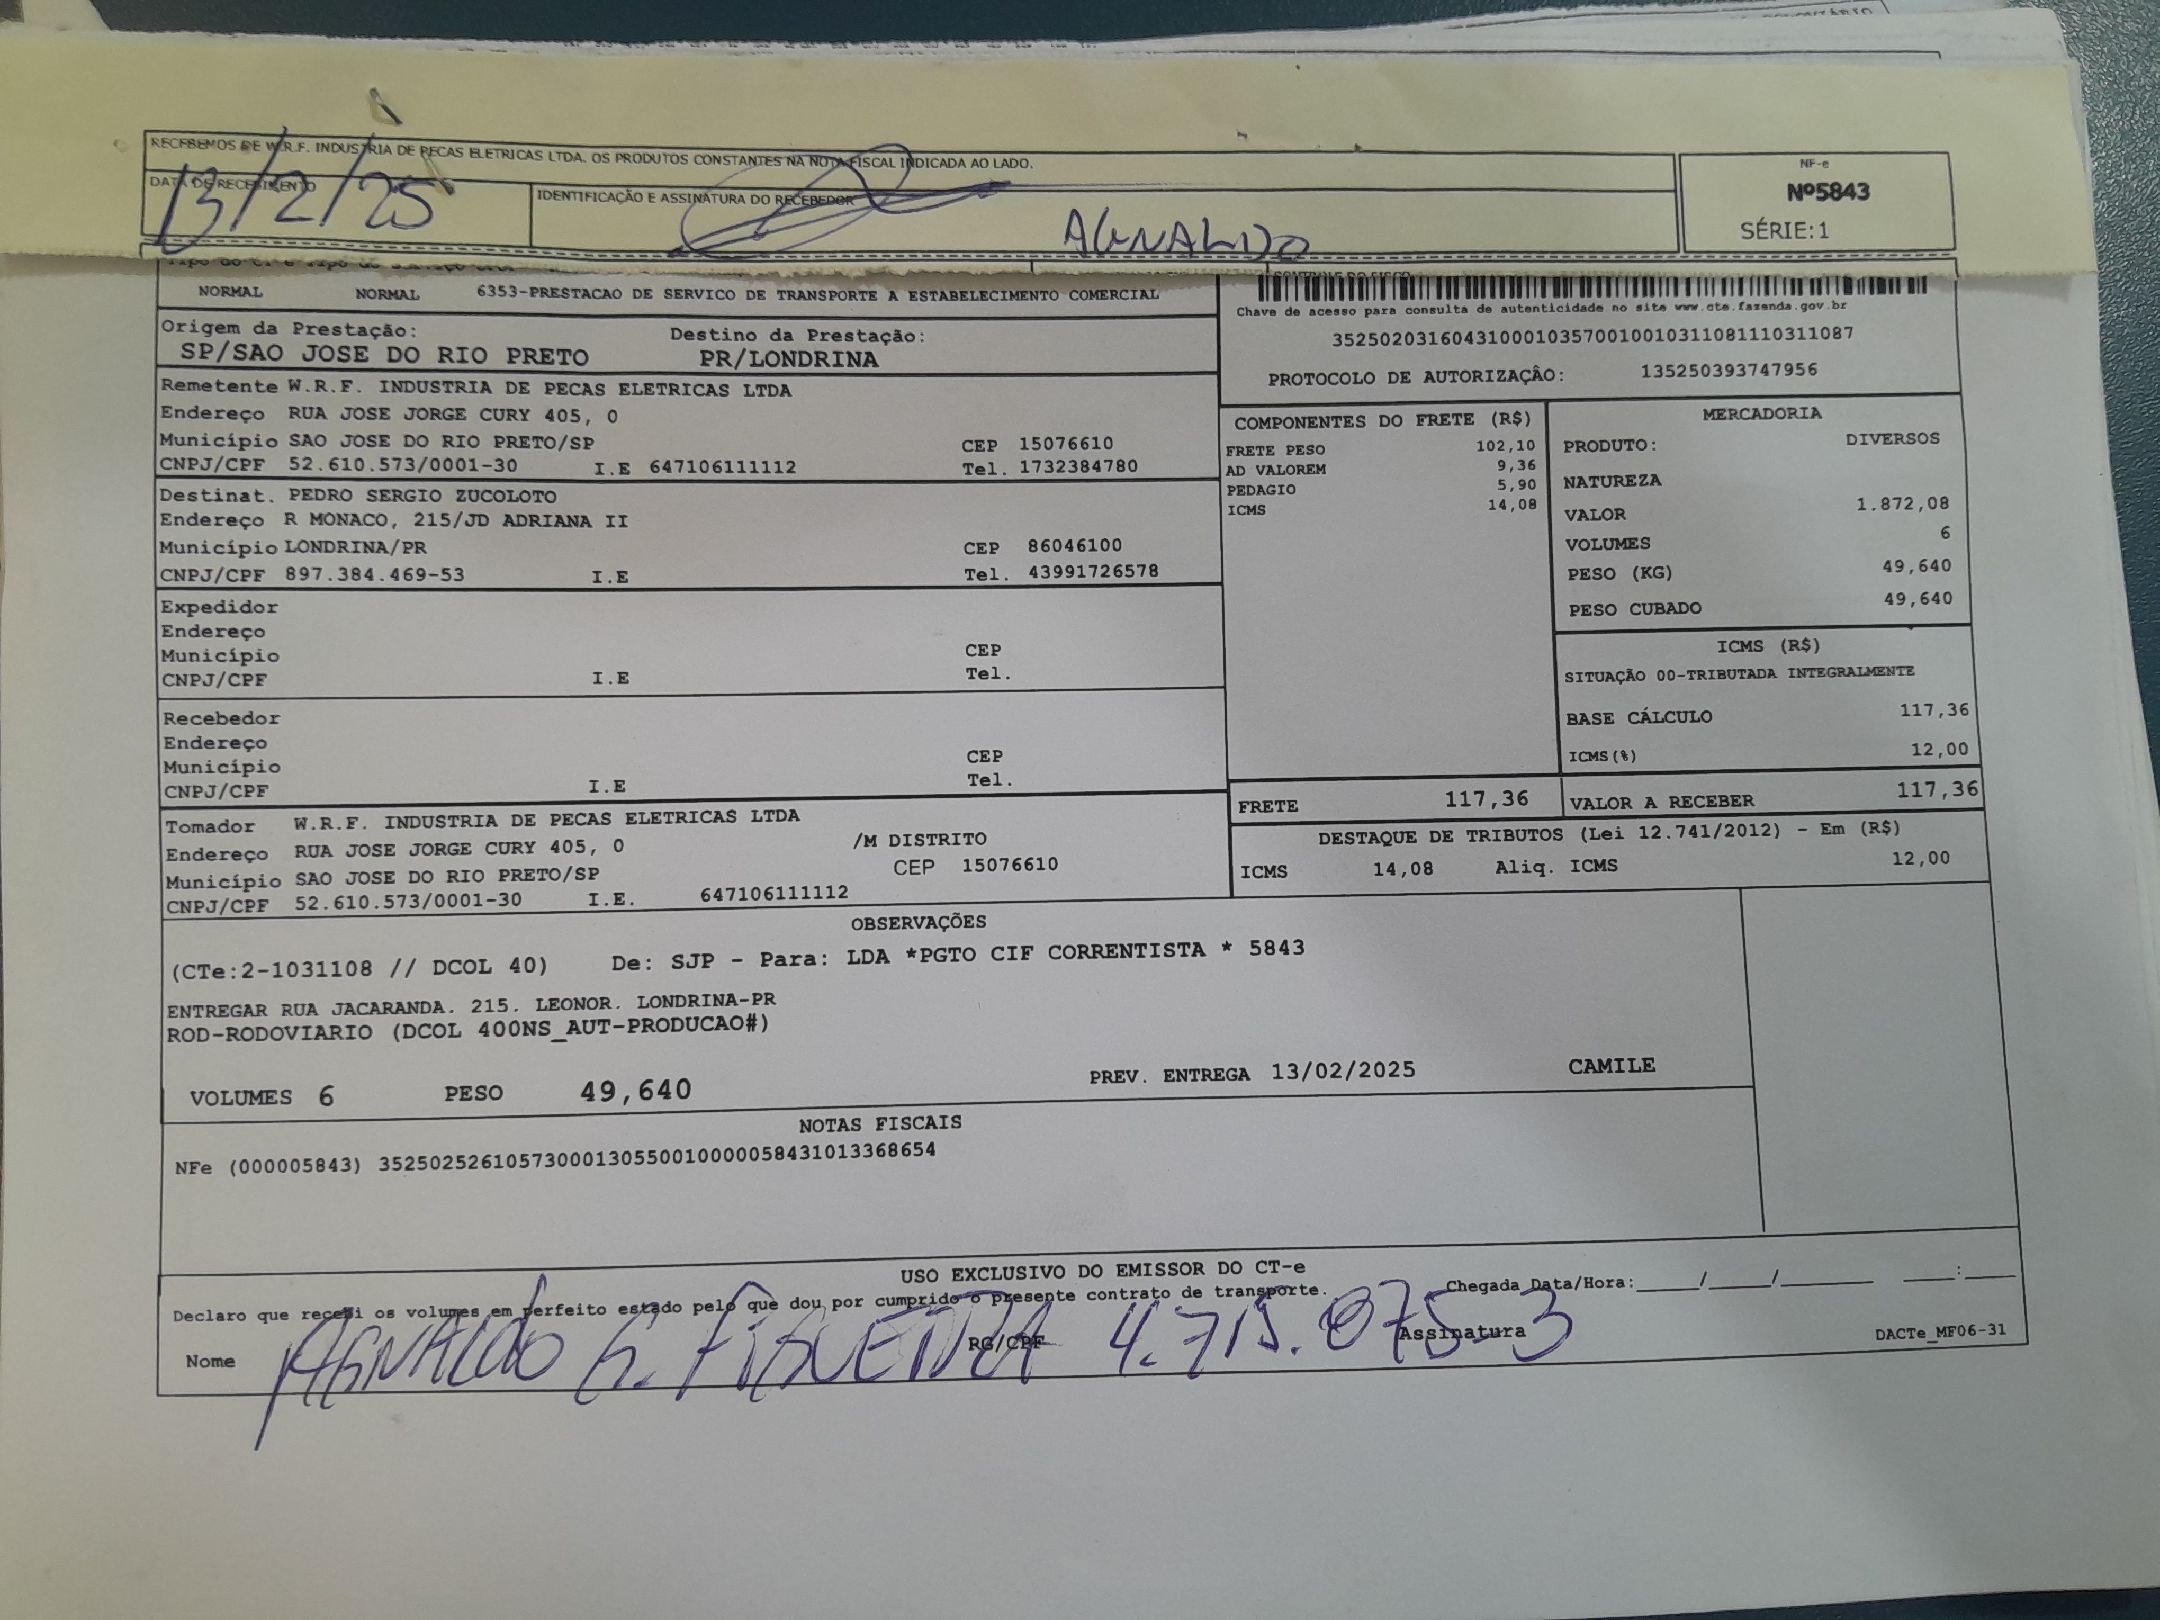 RECEBEMOS DE W.R.F. INDUSTRIA DE PECAS ELETRICAS LTDA. OS PRODUTOS CONSTANTES NA NOTA FISCAL INDICADA AO LADO.
DATA DE RECEBIMENTO
13/2/25
IDENTIFICAÇÃO E ASSINATURA DO RECEBEDOR
AGNALDO
NF-e
Nº5843
SÉRIE:1
NORMAL NORMAL 6353-PRESTACAO DE SERVICO DE TRANSPORTE A ESTABELECIMENTO COMERCIAL
Chave de acesso para consulta de autenticidade no site www.cte.fazenda.gov.br
35250203160431000103570010010311081110311087
PROTOCOLO DE AUTORIZAÇÃO: 135250393747956
Origem da Prestação: Destino da Prestação:
SP/SAO JOSE DO RIO PRETO PR/LONDRINA
Remetente W.R.F. INDUSTRIA DE PECAS ELETRICAS LTDA
Endereço RUA JOSE JORGE CURY 405, 0
Município SAO JOSE DO RIO PRETO/SP CEP 15076610
CNPJ/CPF 52.610.573/0001-30 I.E 647106111112 Tel. 1732384780
Destinat. PEDRO SERGIO ZUCOLOTO
Endereço R MONACO, 215/JD ADRIANA II
Município LONDRINA/PR CEP 86046100
CNPJ/CPF 897.384.469-53 I.E Tel. 43991726578
Expedidor
Endereço
Município CEP
CNPJ/CPF I.E Tel.
Recebedor
Endereço
Município CEP
CNPJ/CPF I.E Tel.
Tomador W.R.F. INDUSTRIA DE PECAS ELETRICAS LTDA
Endereço RUA JOSE JORGE CURY 405, 0 /M DISTRITO
Município SAO JOSE DO RIO PRETO/SP CEP 15076610
CNPJ/CPF 52.610.573/0001-30 I.E. 647106111112
COMPONENTES DO FRETE (R$)
FRETE PESO 102,10
AD VALOREM 9,36
PEDAGIO 5,90
ICMS 14,08
MERCADORIA
PRODUTO: DIVERSOS
NATUREZA
VALOR 1.872,08
VOLUMES 6
PESO (KG) 49,640
PESO CUBADO 49,640
ICMS (R$)
SITUAÇÃO 00-TRIBUTADA INTEGRALMENTE
BASE CÁLCULO 117,36
ICMS(%) 12,00
FRETE 117,36 VALOR A RECEBER 117,36
DESTAQUE DE TRIBUTOS (Lei 12.741/2012) - Em (R$)
ICMS 14,08 Aliq. ICMS 12,00
OBSERVAÇÕES
(CTe:2-1031108 // DCOL 40) De: SJP - Para: LDA *PGTO CIF CORRENTISTA * 5843
ENTREGAR RUA JACARANDA. 215. LEONOR. LONDRINA-PR
ROD-RODOVIARIO (DCOL 400NS_AUT-PRODUCAO#)
VOLUMES 6 PESO 49,640 PREV. ENTREGA 13/02/2025 CAMILE
NOTAS FISCAIS
NFe (000005843) 35250252610573000130550010000058431013368654
USO EXCLUSIVO DO EMISSOR DO CT-e
Declaro que recebi os volumes em perfeito estado pelo que dou por cumprido o presente contrato de transporte. Chegada Data/Hora:____/____/______ ___:___
Nome AGNALDO G. FIGUEIRA RG/CPF 4.715.075-3 Assinatura DACTe_MF06-31